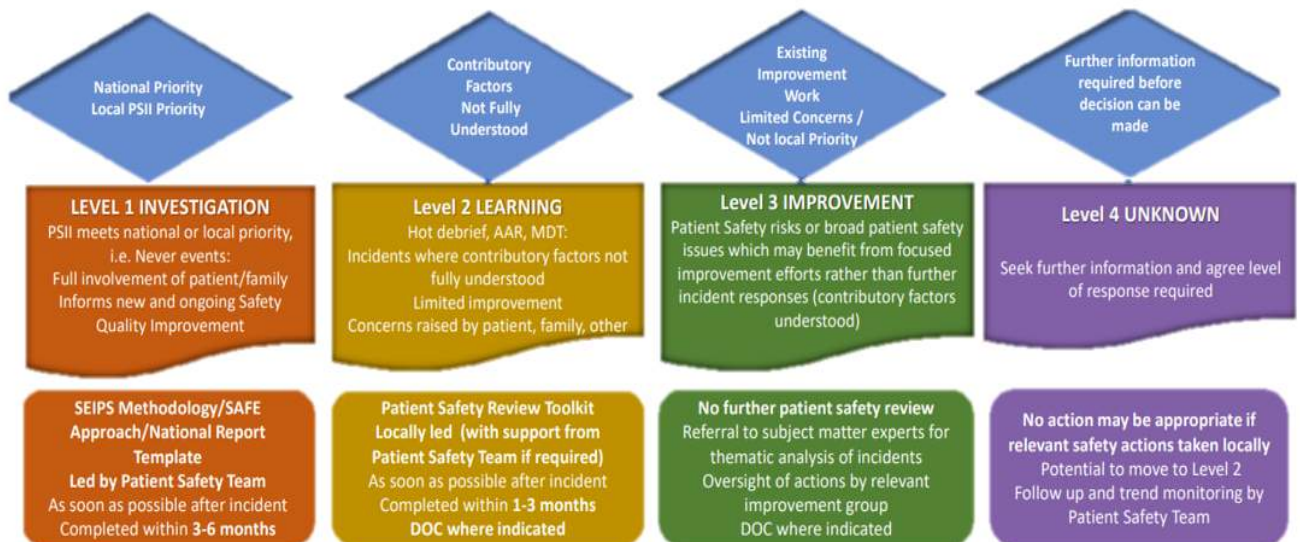 National Priority
Local PSII Priority
Contributory
Factors
Not Fully
Understood
Existing
Improvement
Work
Limited Concerns /
Not local Priority
Further information
required before
decision can be
made
LEVEL 1 INVESTIGATION
PSII meets national or local priority,
i.e. Never events:
Full involvement of patient/family
Informs new and ongoing Safety
Quality Improvement
Level 2 LEARNING
Hot debrief, AAR, MDT:
Incidents where contributory factors not
fully understood
Limited improvement
Concerns raised by patient, family, other
Level 3 IMPROVEMENT
Patient Safety risks or broad patient safety
issues which may benefit from focused
improvement efforts rather than further
incident responses (contributory factors
understood)
Level 4 UNKNOWN
Seek further information and agree level
of response required
SEIPS Methodology/SAFE
Approach/National Report
Template
Led by Patient Safety Team
As soon as possible after incident
Completed within 3-6 months
Patient Safety Review Toolkit
Locally led (with support from
Patient Safety Team if required)
As soon as possible after incident
Completed within 1-3 months
DOC where indicated
No further patient safety review
Referral to subject matter experts for
thematic analysis of incidents
Oversight of actions by relevant
improvement group
DOC where indicated
No action may be appropriate if
relevant safety actions taken locally
Potential to move to Level 2
Follow up and trend monitoring by
Patient Safety Team